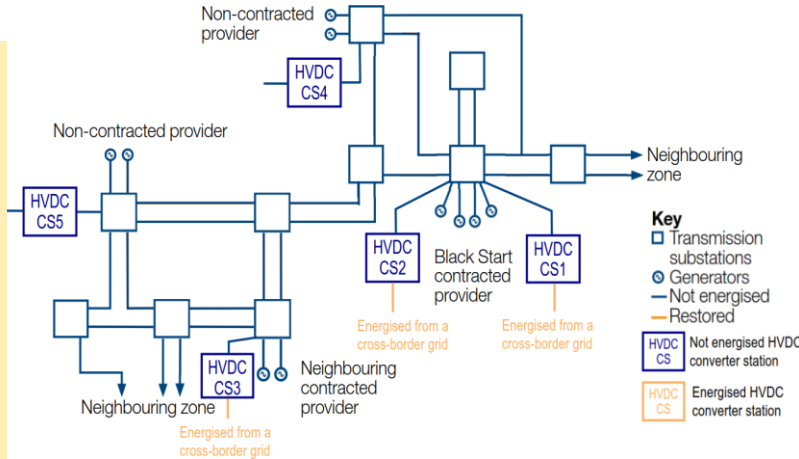 Non-contracted
provider
HVDC
CS4
Non-contracted provider
Neighbouring
zone
HVDC
CS5
HVDC
CS2
Black Start
contracted
provider
HVDC
CS1
Energised from a
cross-border grid
Energised from a
cross-border grid
HVDC
CS3
Neighbouring
contracted
provider
Neighbouring zone
Energised from a
cross-border grid
Key
Transmission
substations
Generators
Not energised
Restored
HVDC
CS
Not energised HVDC
converter station
HVDC
CS
Energised HVDC
converter station